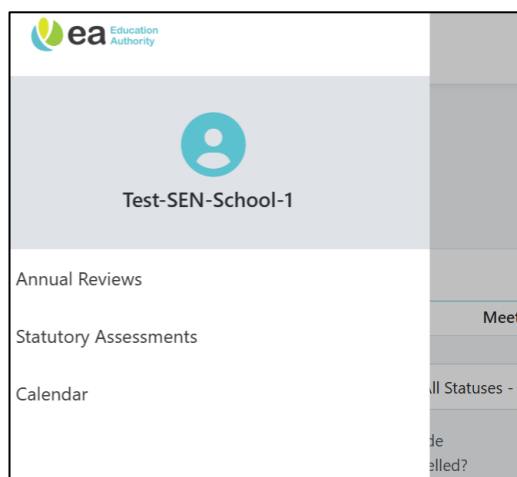 ea Education
Authority
Test-SEN-School-1
Annual Reviews
Statutory Assessments
Calendar
Meet
All Statuses -
de
elled?